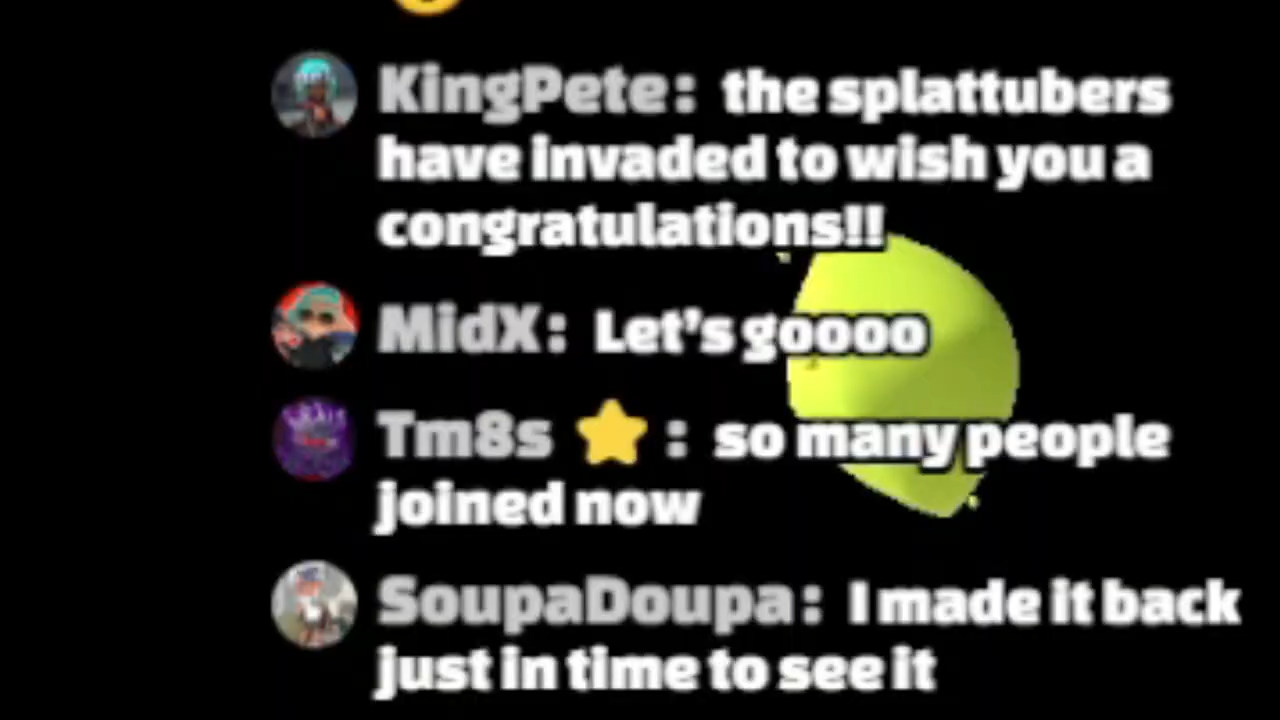 KingPete: the splattubers
have invaded to wish you a
congratulations!!
MidX: Let's goooo
Tm8s ⭐: so many people
joined now
SoupaDoupa: I made it back
just in time to see it